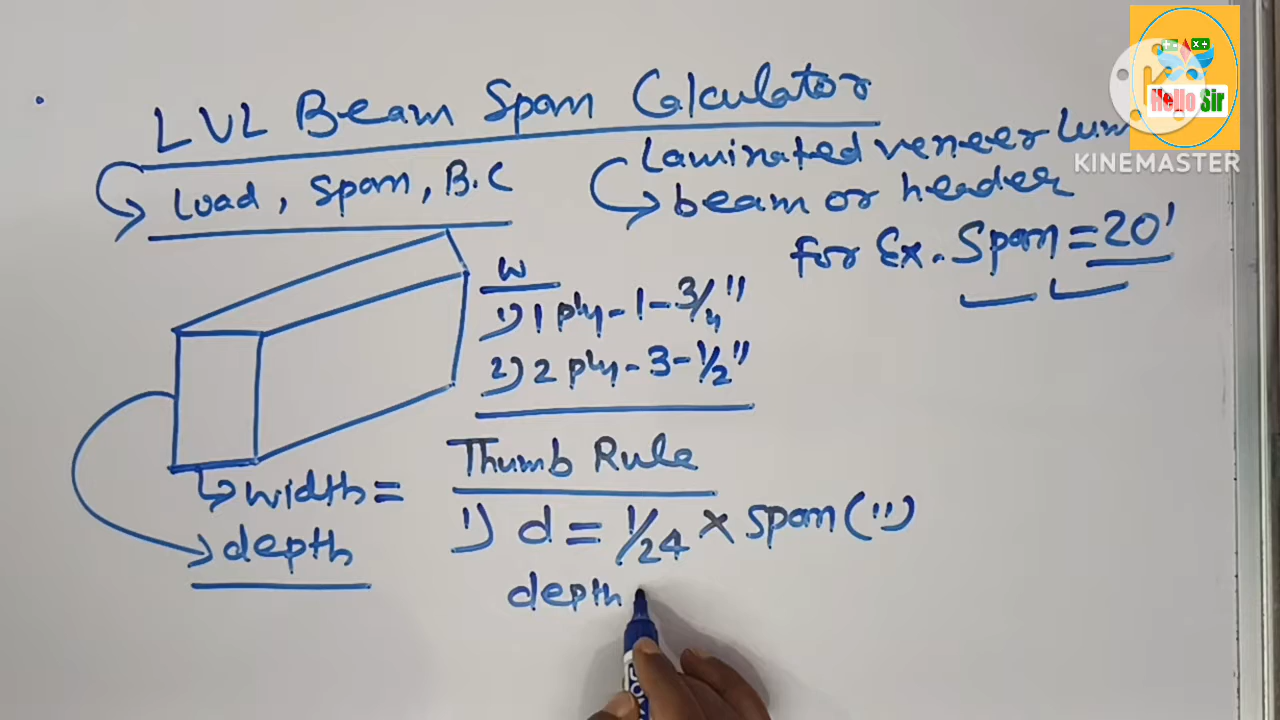 LVL Beam Span Calculator
Load, Span, B.C
Laminated veneer Lum
beam or header
for Ex. Span = 20'
W
1) 1 ply - 1 - 3/4"
2) 2 ply - 3 - 1/2"
Thumb Rule
width =
1) d = 1/24 × Span (")
depth
depth
Hello Sir
KINEMASTER